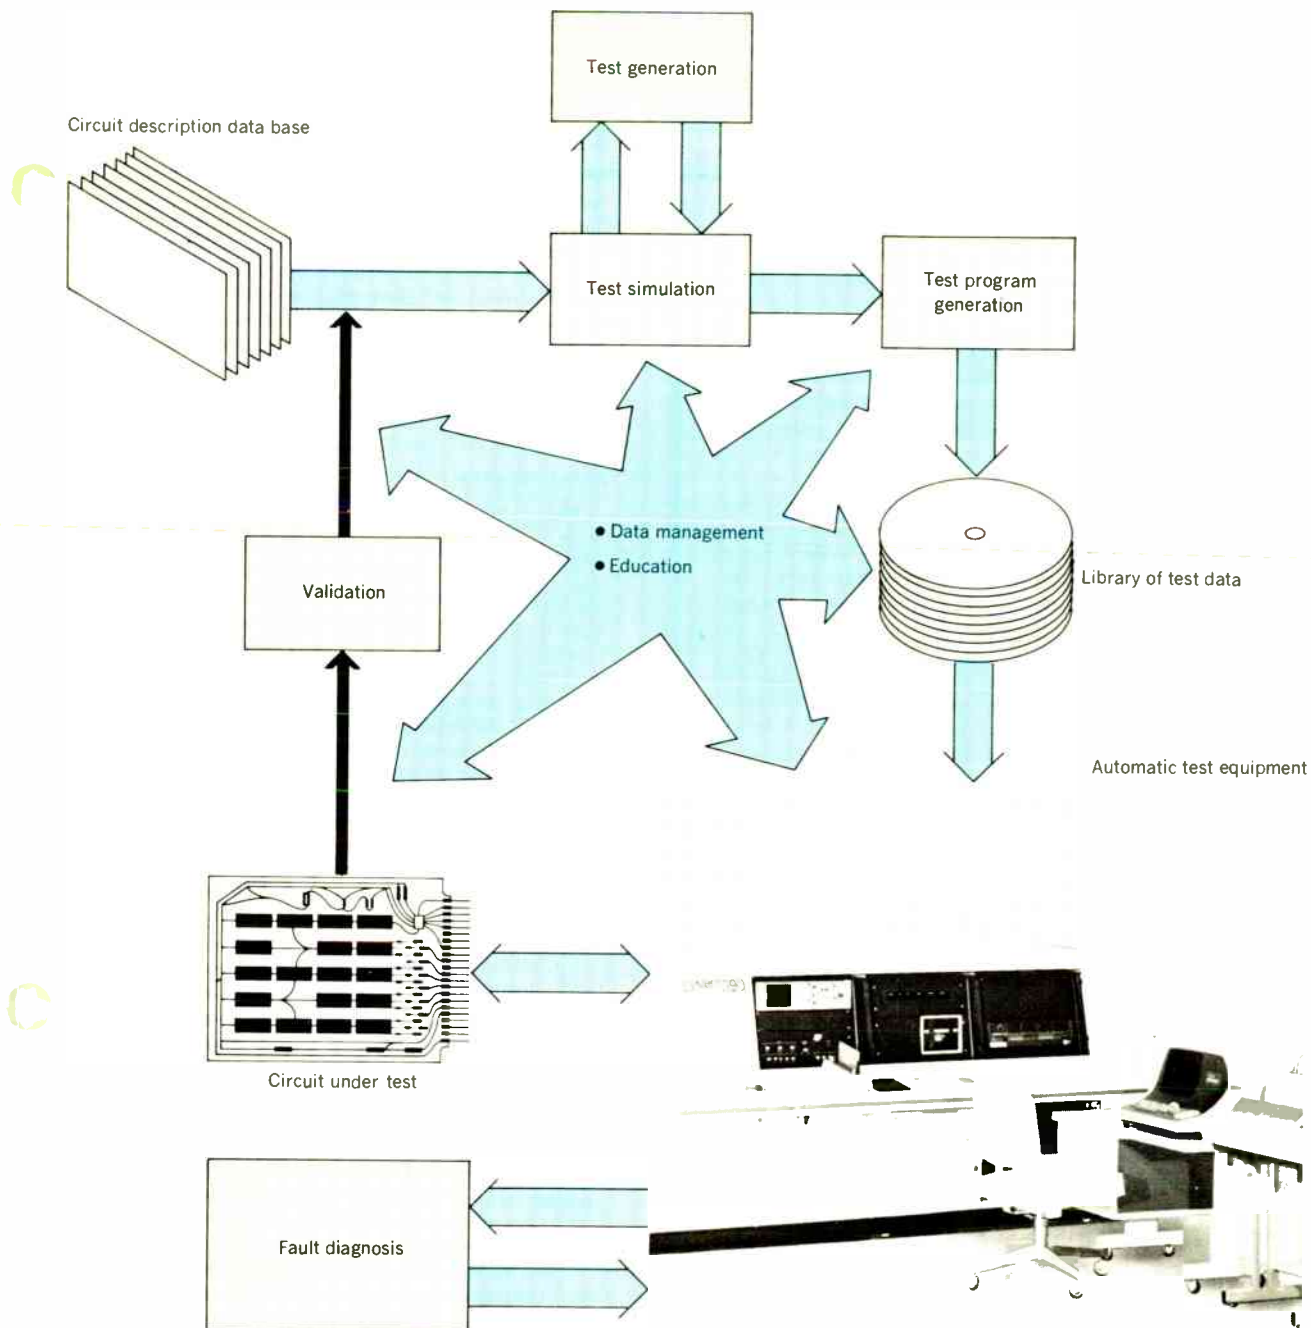 Test generation
Circuit description data base
Test simulation
Test program
generation
• Data management
• Education
Validation
Library of test data
Automatic test equipment
Circuit under test
Fault diagnosis